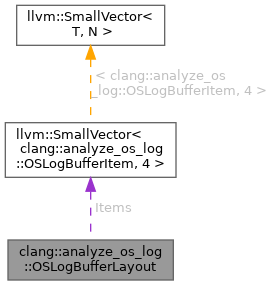 llvm::SmallVector<
T, N >
< clang::analyze_os
_log::OSLogBufferItem, 4 >
llvm::SmallVector<
clang::analyze_os_log
::OSLogBufferItem, 4 >
Items
clang::analyze_os_log
::OSLogBufferLayout